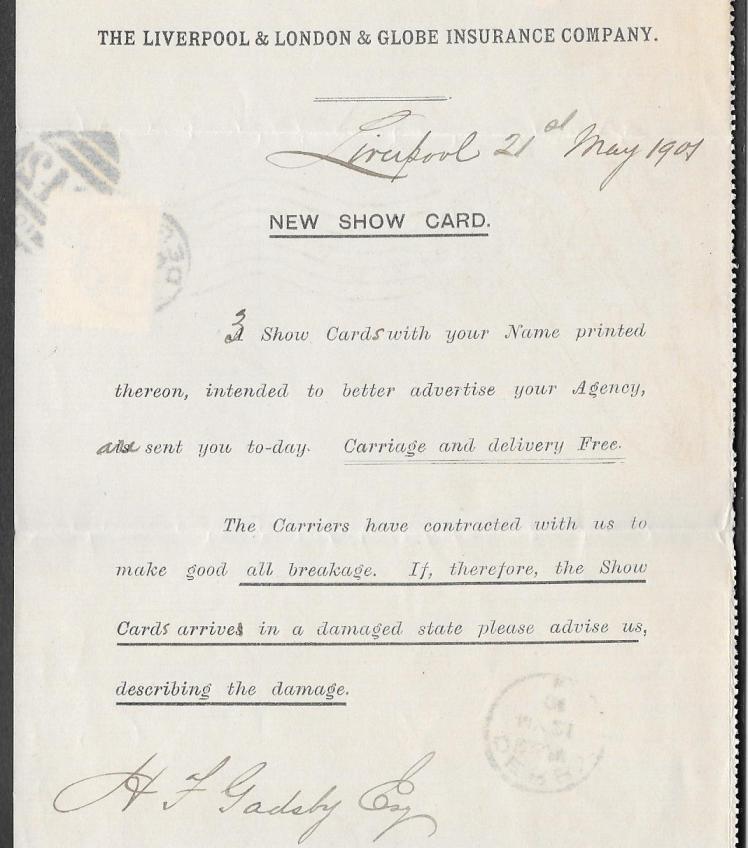 THE LIVERPOOL & LONDON & GLOBE INSURANCE COMPANY.
Liverpool 21st May 1901
NEW SHOW CARD.
3 Show Cards with your Name printed
thereon, intended to better advertise your Agency,
are sent you to-day. Carriage and delivery Free.
The Carriers have contracted with us to
make good all breakage. If, therefore, the Show
Cards arrive in a damaged state please advise us,
describing the damage.
H F Gadsby Esq